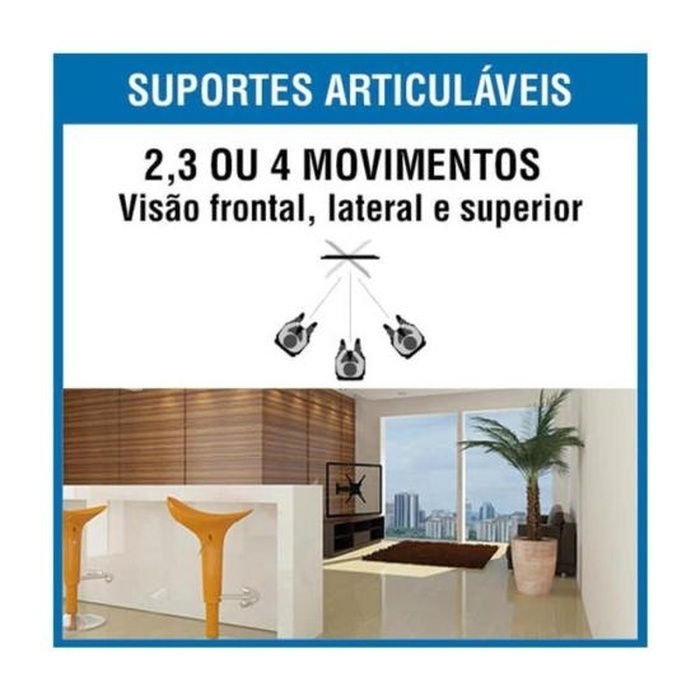 SUPORTES ARTICULÁVEIS
2,3 OU 4 MOVIMENTOS
Visão frontal, lateral e superior